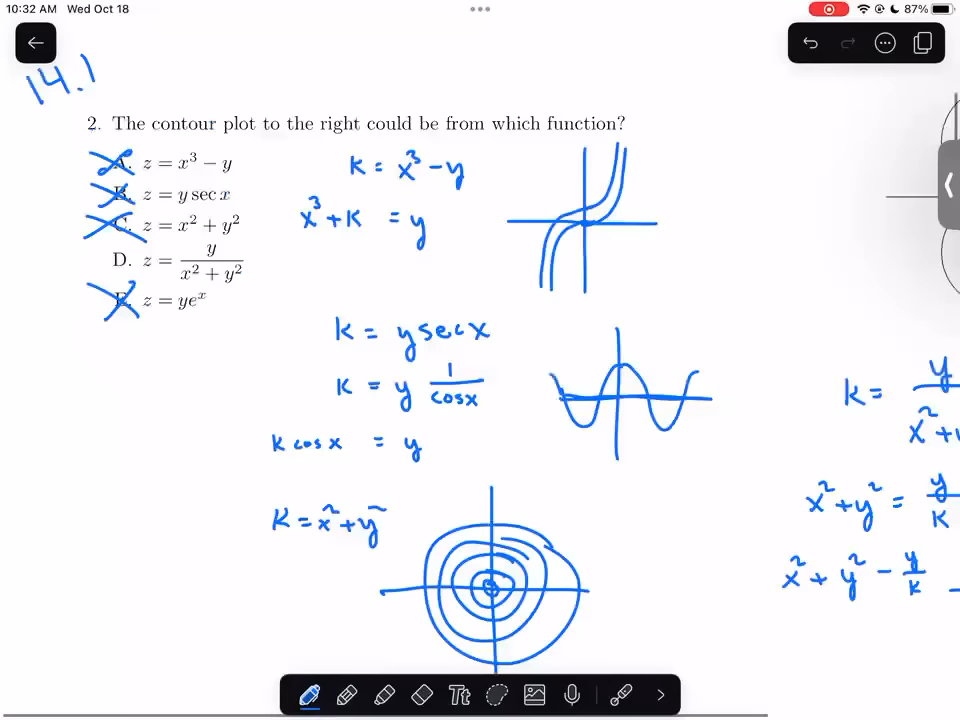 10:32 AM Wed Oct 18
87%
14.1
2. The contour plot to the right could be from which function?
A. z = x³ − y
B. z = y sec x
C. z = x² + y²
D. z = y / (x² + y²)
E. z = yeˣ
K = x³ − y
x³ + K = y
K = y sec x
K = y 1/cos x
K cos x = y
K = x² + y²
K = y / x² +
x² + y² = y/K
x² + y² − y/K
Tt